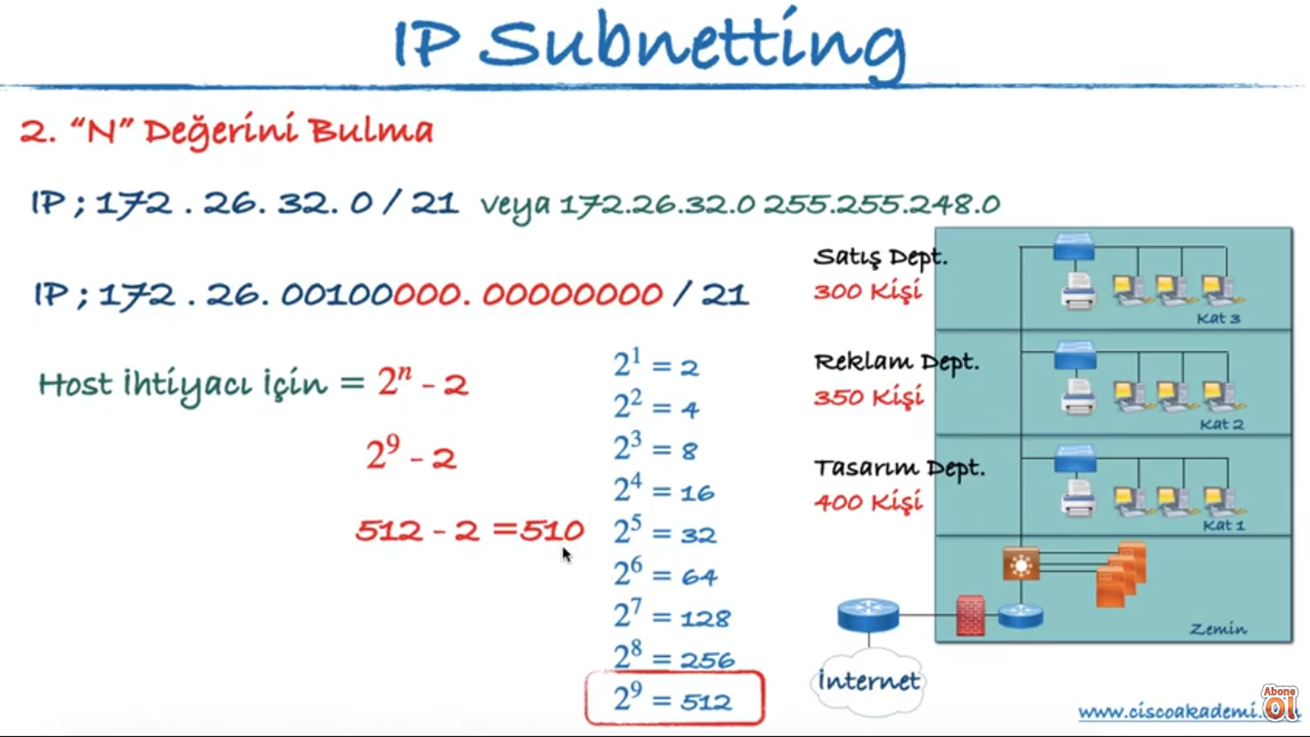 IP Subnetting
2. "N" Değerini Bulma
IP ; 172 . 26. 32. 0 / 21 veya 172.26.32.0 255.255.248.0
IP ; 172 . 26. 00100000. 00000000 / 21
Host ihtiyacı için = 2ⁿ - 2
2⁹ - 2
512 - 2 =510
2¹ = 2
2² = 4
2³ = 8
2⁴ = 16
2⁵ = 32
2⁶ = 64
2⁷ = 128
2⁸ = 256
2⁹ = 512
Satış Dept.
300 Kişi
Kat 3
Reklam Dept.
350 Kişi
Kat 2
Tasarım Dept.
400 Kişi
Kat 1
Zemin
İnternet
www.ciscoakademi.
Abone
Ol